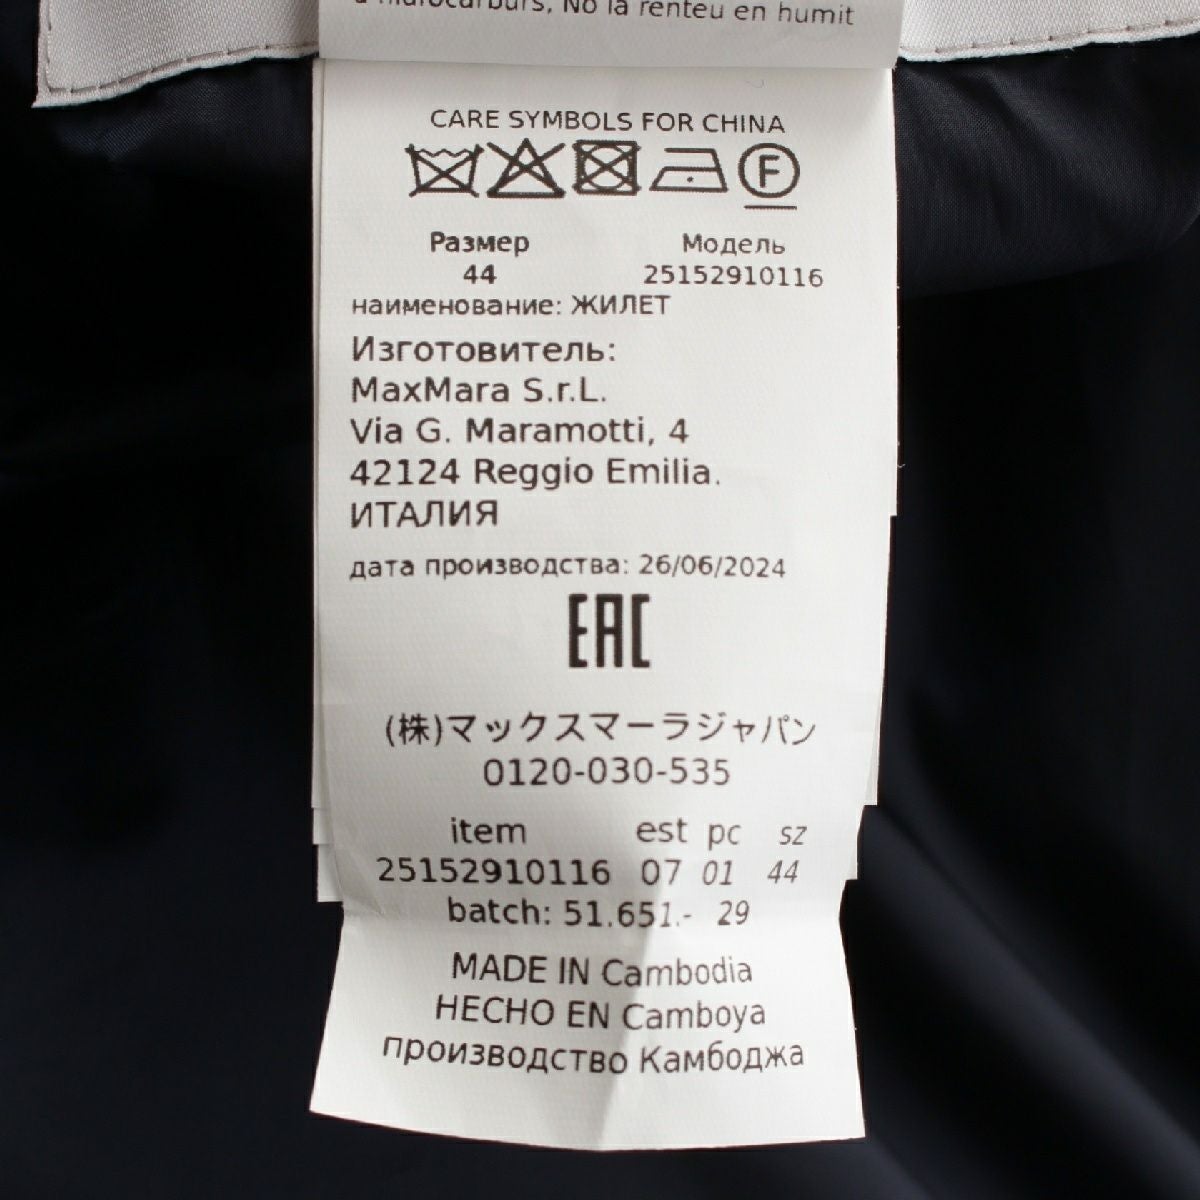 d'hidrocarburs, No la renteu en humit
CARE SYMBOLS FOR CHINA
F
Размер Модель
44 25152910116
наименование: ЖИЛЕТ
Изготовитель:
MaxMara S.r.L.
Via G. Maramotti, 4
42124 Reggio Emilia.
ИТАЛИЯ
дата производства: 26/06/2024
EAC
(株)マックスマーラジャパン
0120-030-535
item est pc sz
25152910116 07 01 44
batch: 51.651.- 29
MADE IN Cambodia
HECHO EN Camboya
производство Камбоджа